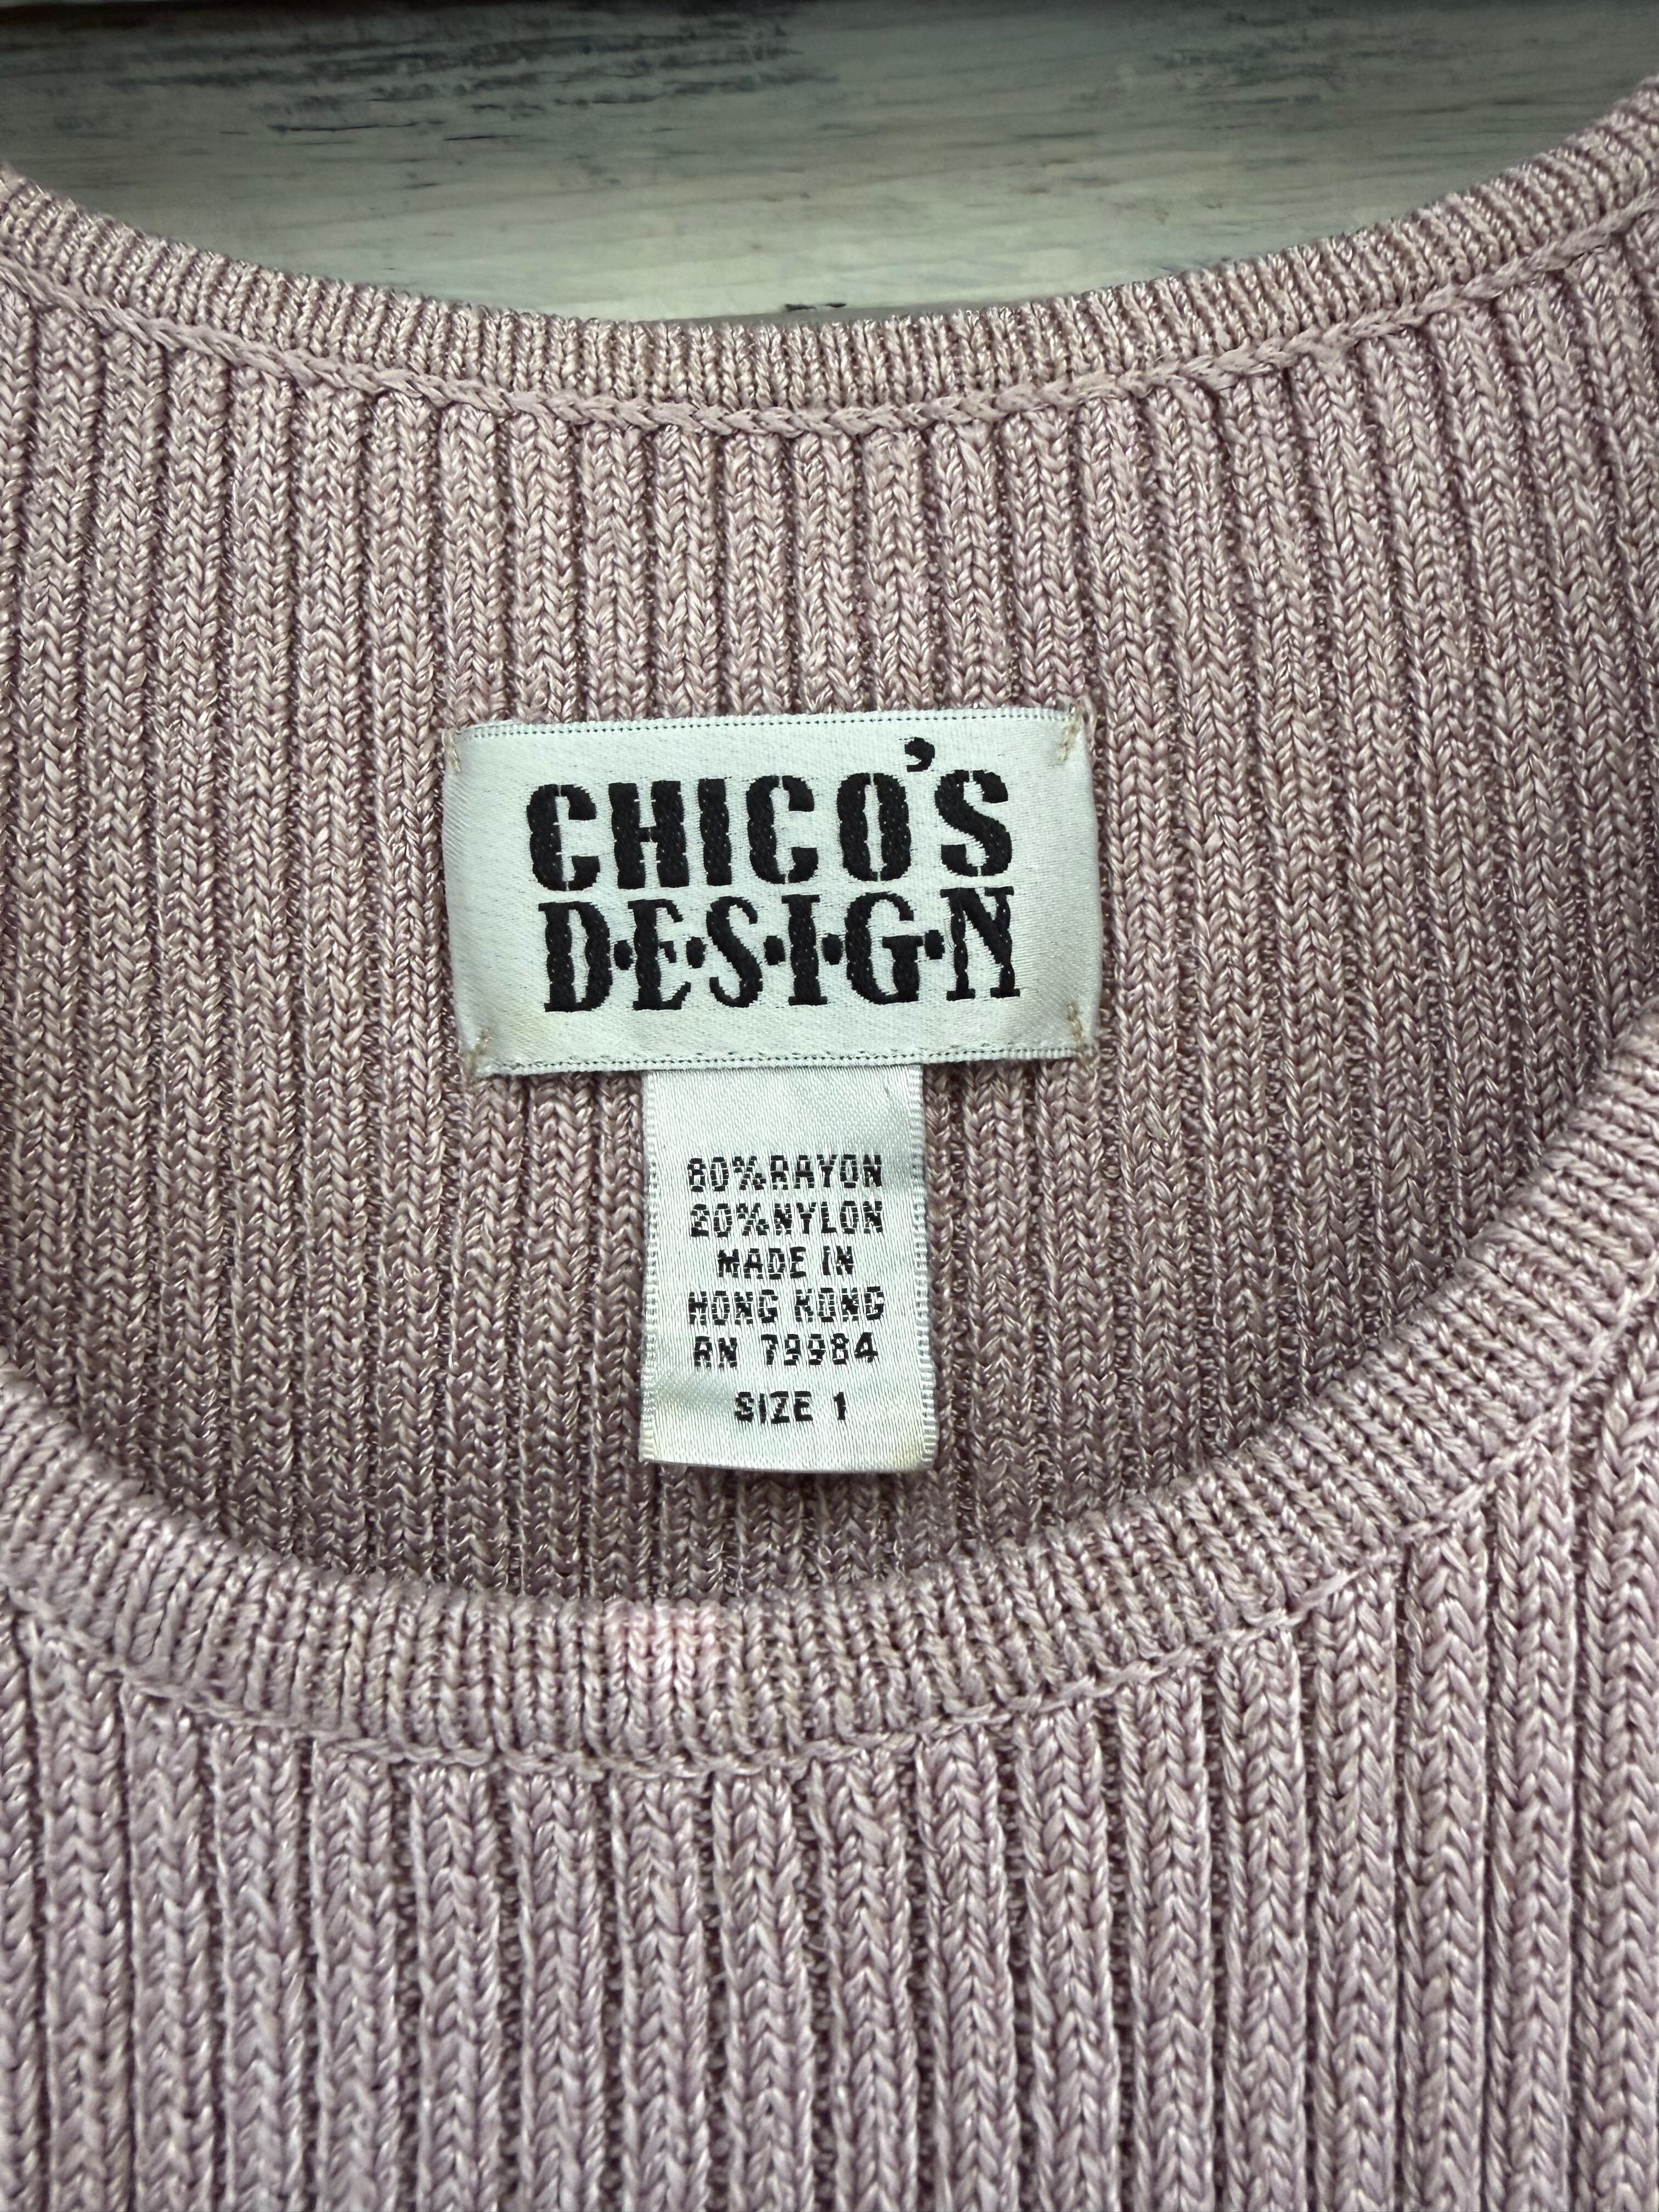 CHICO'S
D·E·S·I·G·N
80%RAYON
20%NYLON
MADE IN
HONG KONG
RN 79984
SIZE 1